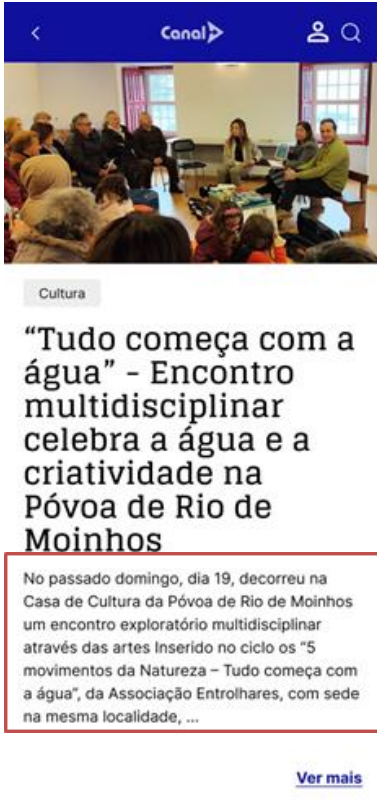 Canal
Cultura
“Tudo começa com a
água” - Encontro
multidisciplinar
celebra a água e a
criatividade na
Póvoa de Rio de
Moinhos
No passado domingo, dia 19, decorreu na
Casa de Cultura da Póvoa de Rio de Moinhos
um encontro exploratório multidisciplinar
através das artes Inserido no ciclo os “5
movimentos da Natureza – Tudo começa com
a água”, da Associação Entrolhares, com sede
na mesma localidade, ...
Ver mais